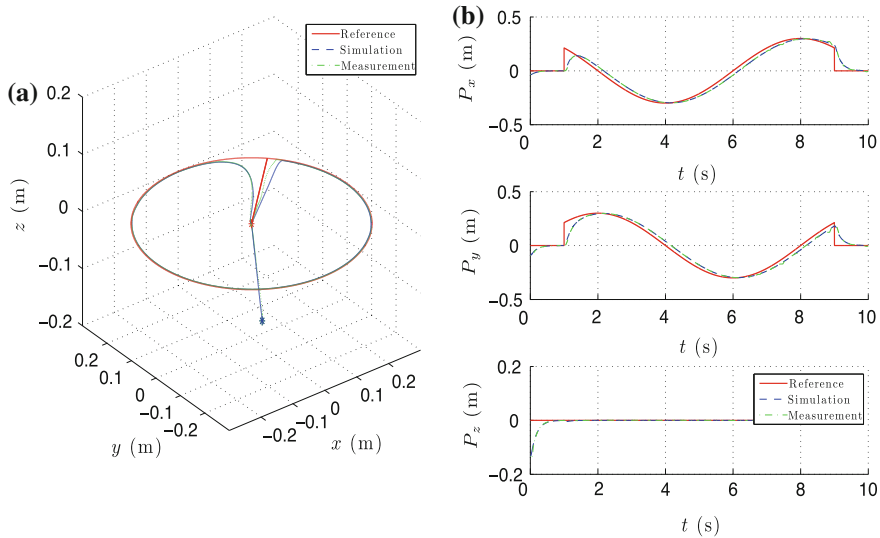 (a)
Reference
Simulation
Measurement
0.2
0.1
0
−0.1
−0.2
z (m)
0.2
0.1
0
−0.1
−0.2
y (m)
−0.2
−0.1
0
0.1
0.2
x (m)
(b)
0.5
0
−0.5
P_x (m)
0 2 4 6 8 10
t (s)
0.5
0
−0.5
P_y (m)
0 2 4 6 8 10
t (s)
0.2
0
−0.2
P_z (m)
Reference
Simulation
Measurement
0 2 4 6 8 10
t (s)